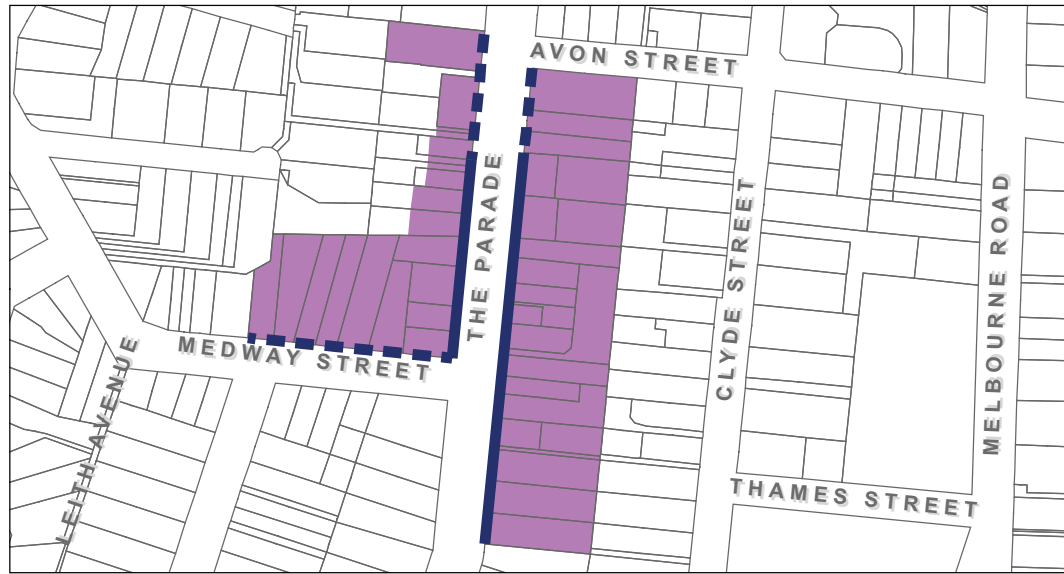 AVON STREET
THE PARADE
CLYDE STREET
MELBOURNE ROAD
MEDWAY STREET
LEITH AVENUE
THAMES STREET